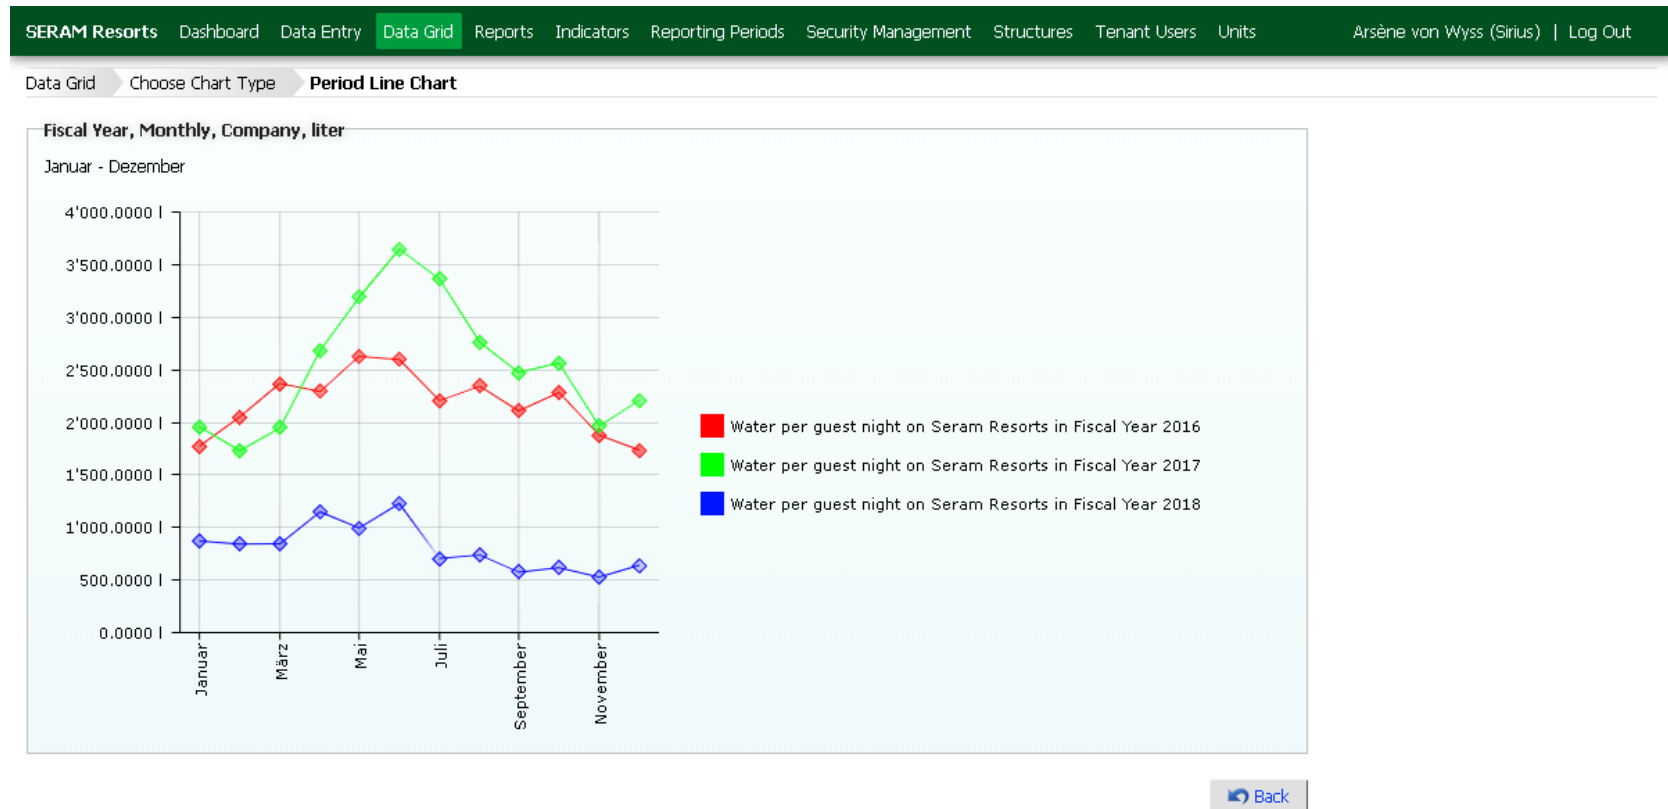 SERAM Resorts Dashboard Data Entry Data Grid Reports Indicators Reporting Periods Security Management Structures Tenant Users Units Arsène von Wyss (Sirius) | Log Out
Data Grid Choose Chart Type Period Line Chart
Fiscal Year, Monthly, Company, liter
Januar - Dezember
4'000.0000 l
3'500.0000 l
3'000.0000 l
2'500.0000 l
2'000.0000 l
1'500.0000 l
1'000.0000 l
500.0000 l
0.0000 l
Januar
März
Mai
Juli
September
November
Water per guest night on Seram Resorts in Fiscal Year 2016
Water per guest night on Seram Resorts in Fiscal Year 2017
Water per guest night on Seram Resorts in Fiscal Year 2018
Back